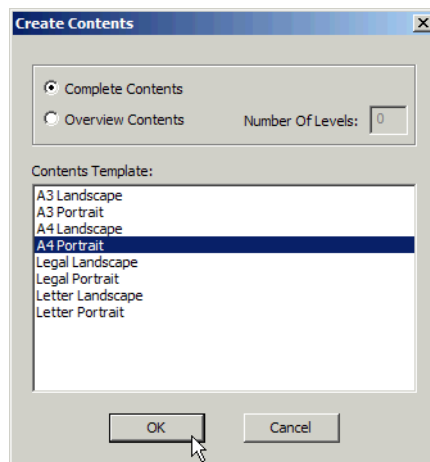 Create Contents
Complete Contents
Overview Contents Number Of Levels: 0
Contents Template:
A3 Landscape
A3 Portrait
A4 Landscape
A4 Portrait
Legal Landscape
Legal Portrait
Letter Landscape
Letter Portrait
OK Cancel